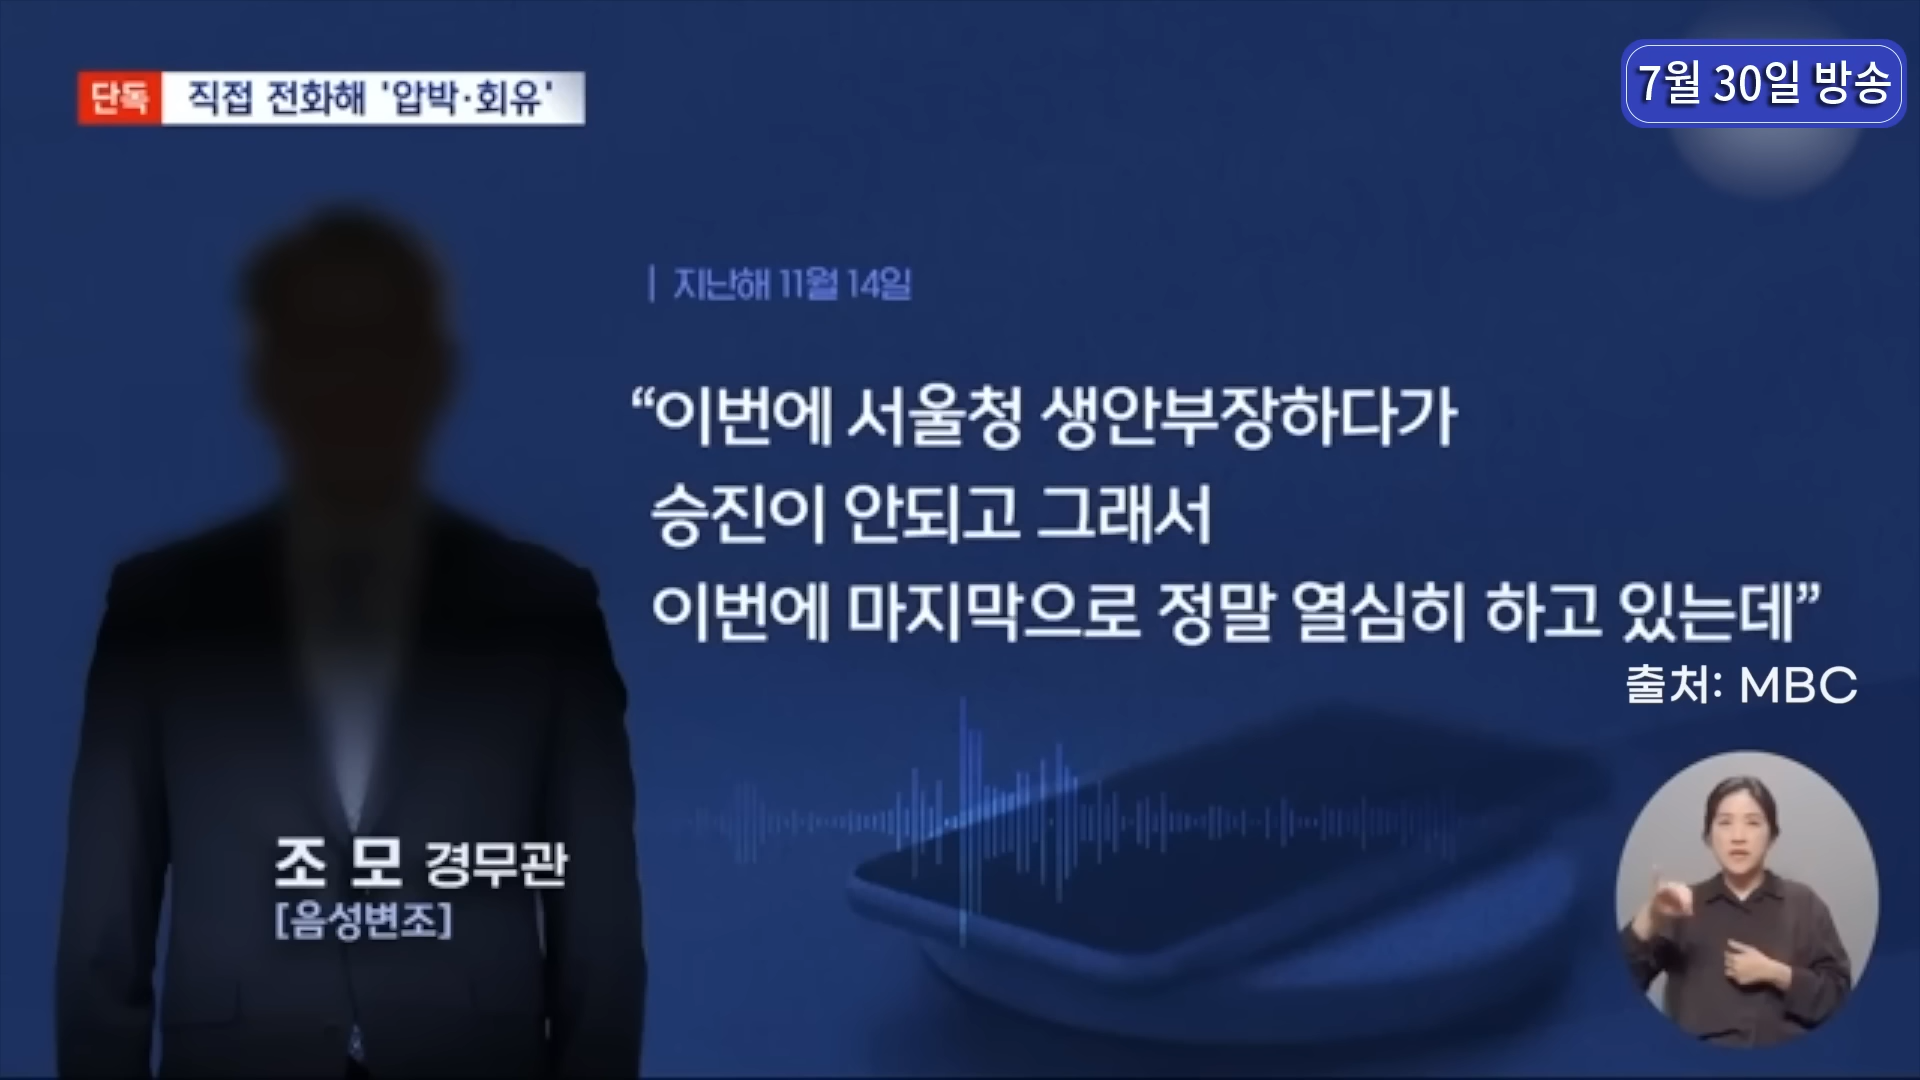 단독 직접 전화해 '압박·회유'
7월 30일 방송
지난해 11월 14일
“이번에 서울청 생안부장하다가
승진이 안되고 그래서
이번에 마지막으로 정말 열심히 하고 있는데”
출처: MBC
조 모 경무관
[음성변조]